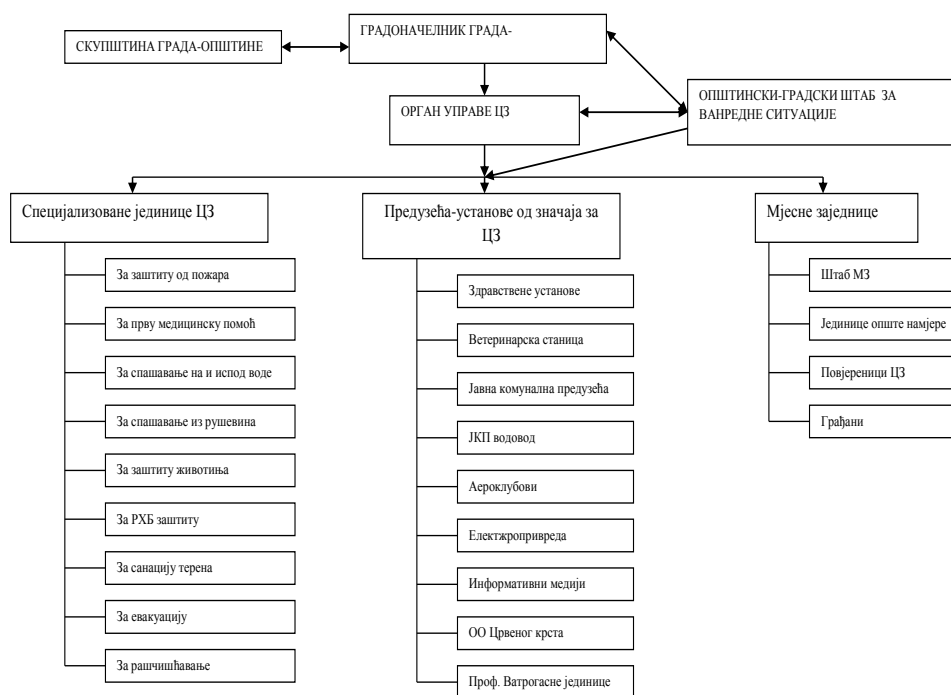 СКУПШТИНА ГРАДА-ОПШТИНЕ
ГРАДОНАЧЕЛНИК ГРАДА-
ОРГАН УПРАВЕ ЦЗ
ОПШТИНСКИ-ГРАДСКИ ШТАБ ЗА
ВАНРЕДНЕ СИТУАЦИЈЕ
Специјализоване јединице ЦЗ
За заштиту од пожара
За прву медицинску помоћ
За спашавање на и испод воде
За спашавање из рушевина
За заштиту животиња
За РХБ заштиту
За санацију терена
За евакуацију
За рашчишћавање
Предузећа-установе од значаја за
ЦЗ
Здравствене установе
Ветеринарска станица
Јавна комунална предузећа
ЈКП водовод
Аероклубови
Електжропривреда
Информативни медији
ОО Црвеног крста
Проф. Ватрогасне јединице
Мјесне заједнице
Штаб МЗ
Јединице опште намјере
Повјереници ЦЗ
Грађани